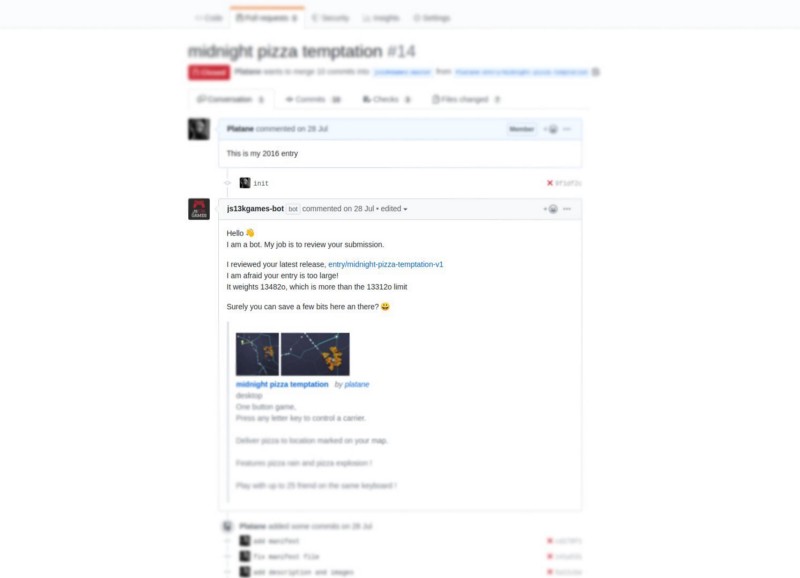 Code
Pull requests
Security
Insights
Settings
midnight pizza temptation #14
Closed Platane wants to merge 10 commits into from
Conversation Commits Checks Files changed
Platane commented on 28 Jul Member
This is my 2016 entry
init
js13kgames-bot bot commented on 28 Jul • edited
Hello 👋
I am a bot. My job is to review your submission.
I reviewed your latest release, entry/midnight-pizza-temptation-v1
I am afraid your entry is too large!
It weights 13482o, which is more than the 13312o limit
Surely you can save a few bits here an there? 😀
midnight pizza temptation by platane
desktop
One button game,
Press any letter key to control a carrier.
Deliver pizza to location marked on your map.
Features pizza rain and pizza explosion !
Play with up to 25 friend on the same keyboard !
Platane added some commits on 28 Jul
add manifest
fix manifest file
add description and images